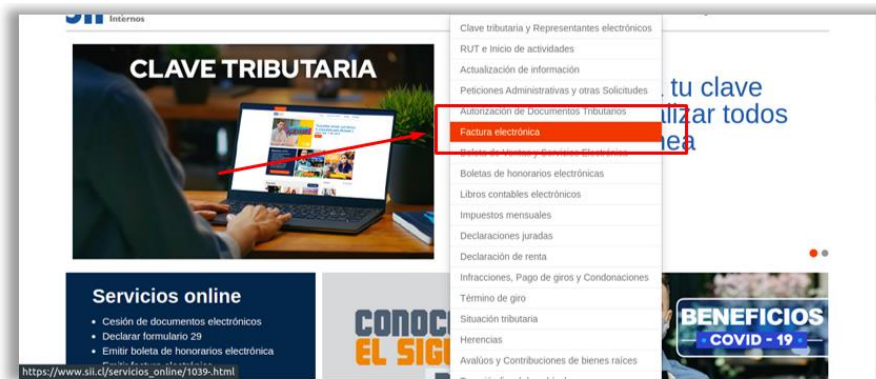 sii
Internos
CLAVE TRIBUTARIA
Clave tributaria y Representantes electrónicos
RUT e Inicio de actividades
Actualización de información
Peticiones Administrativas y otras Solicitudes
Autorización de Documentos Tributarios
Factura electrónica
Boleta de Ventas y Servicios Electrónica
Boletas de honorarios electrónicas
Libros contables electrónicos
Impuestos mensuales
Declaraciones juradas
Declaración de renta
Infracciones, Pago de giros y Condonaciones
Término de giro
Situación tributaria
Herencias
Avalúos y Contribuciones de bienes raíces
tu clave
lizar todos
nea
Servicios online
• Cesión de documentos electrónicos
• Declarar formulario 29
• Emitir boleta de honorarios electrónica
CONOC
EL SIG
BENEFICIOS
COVID - 19
https://www.sii.cl/servicios_online/1039-.html